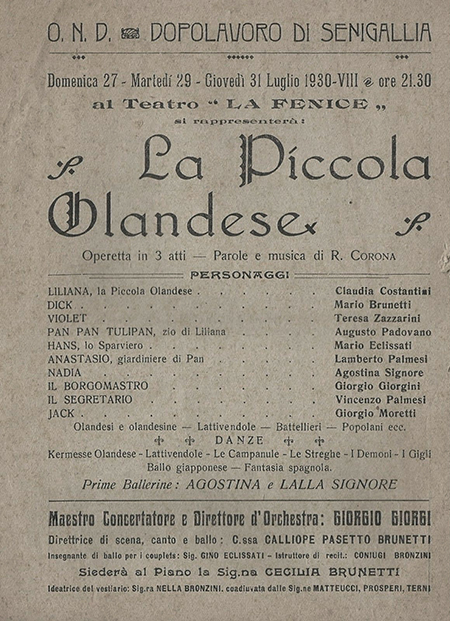 O. N. D. DOPOLAVORO DI SENIGALLIA
Domenica 27 - Martedí 29 - Giovedí 31 Luglio 1930-VIII ore 21.30
al Teatro “ LA FENICE „
si rappresenterà:
La Piccola
Olandese
Operetta in 3 atti — Parole e musica di R. CORONA
PERSONAGGI
LILIANA, la Piccola Olandese . . . . . . Claudia Costantini
DICK . . . . . . . . . . Mario Brunetti
VIOLET . . . . . . . . . Teresa Zazzarini
PAN PAN TULIPAN, zio di Liliana . . . . . Augusto Padovano
HANS, lo Sparviero . . . . . . . Mario Eclissati
ANASTASIO, giardiniere di Pan . . . . . Lamberto Palmesi
NADIA . . . . . . . . . Agostina Signore
IL BORGOMASTRO . . . . . . . Giorgio Giorgini
IL SEGRETARIO . . . . . . . . Vincenzo Palmesi
JACK . . . . . . . . . . Giorgio Moretti
Olandesi e olandesine — Lattivendole — Battellieri — Popolani ecc.
DANZE
Kermesse Olandese - Lattivendole - Le Campanule - Le Streghe - I Demoni - I Gigli
Ballo giapponese — Fantasia spagnola.
Prime Ballerine: AGOSTINA e LALLA SIGNORE
Maestro Concertatore e Direttore d'Orchestra: GIORGIO GIORGI
Direttrice di scena, canto e ballo : C.ssa CALLIOPE PASETTO BRUNETTI
Insegnante di ballo per i couplets: Sig. GINO ECLISSATI - Istruttore di recit.: CONIUGI BRONZINI
Siederà al Piano la Sig.na CECILIA BRUNETTI
Ideatrice del vestiario: Sig.ra NELLA BRONZINI, coadiuvata dalle Sig.ne MATTEUCCI, PROSPERI, TERNI